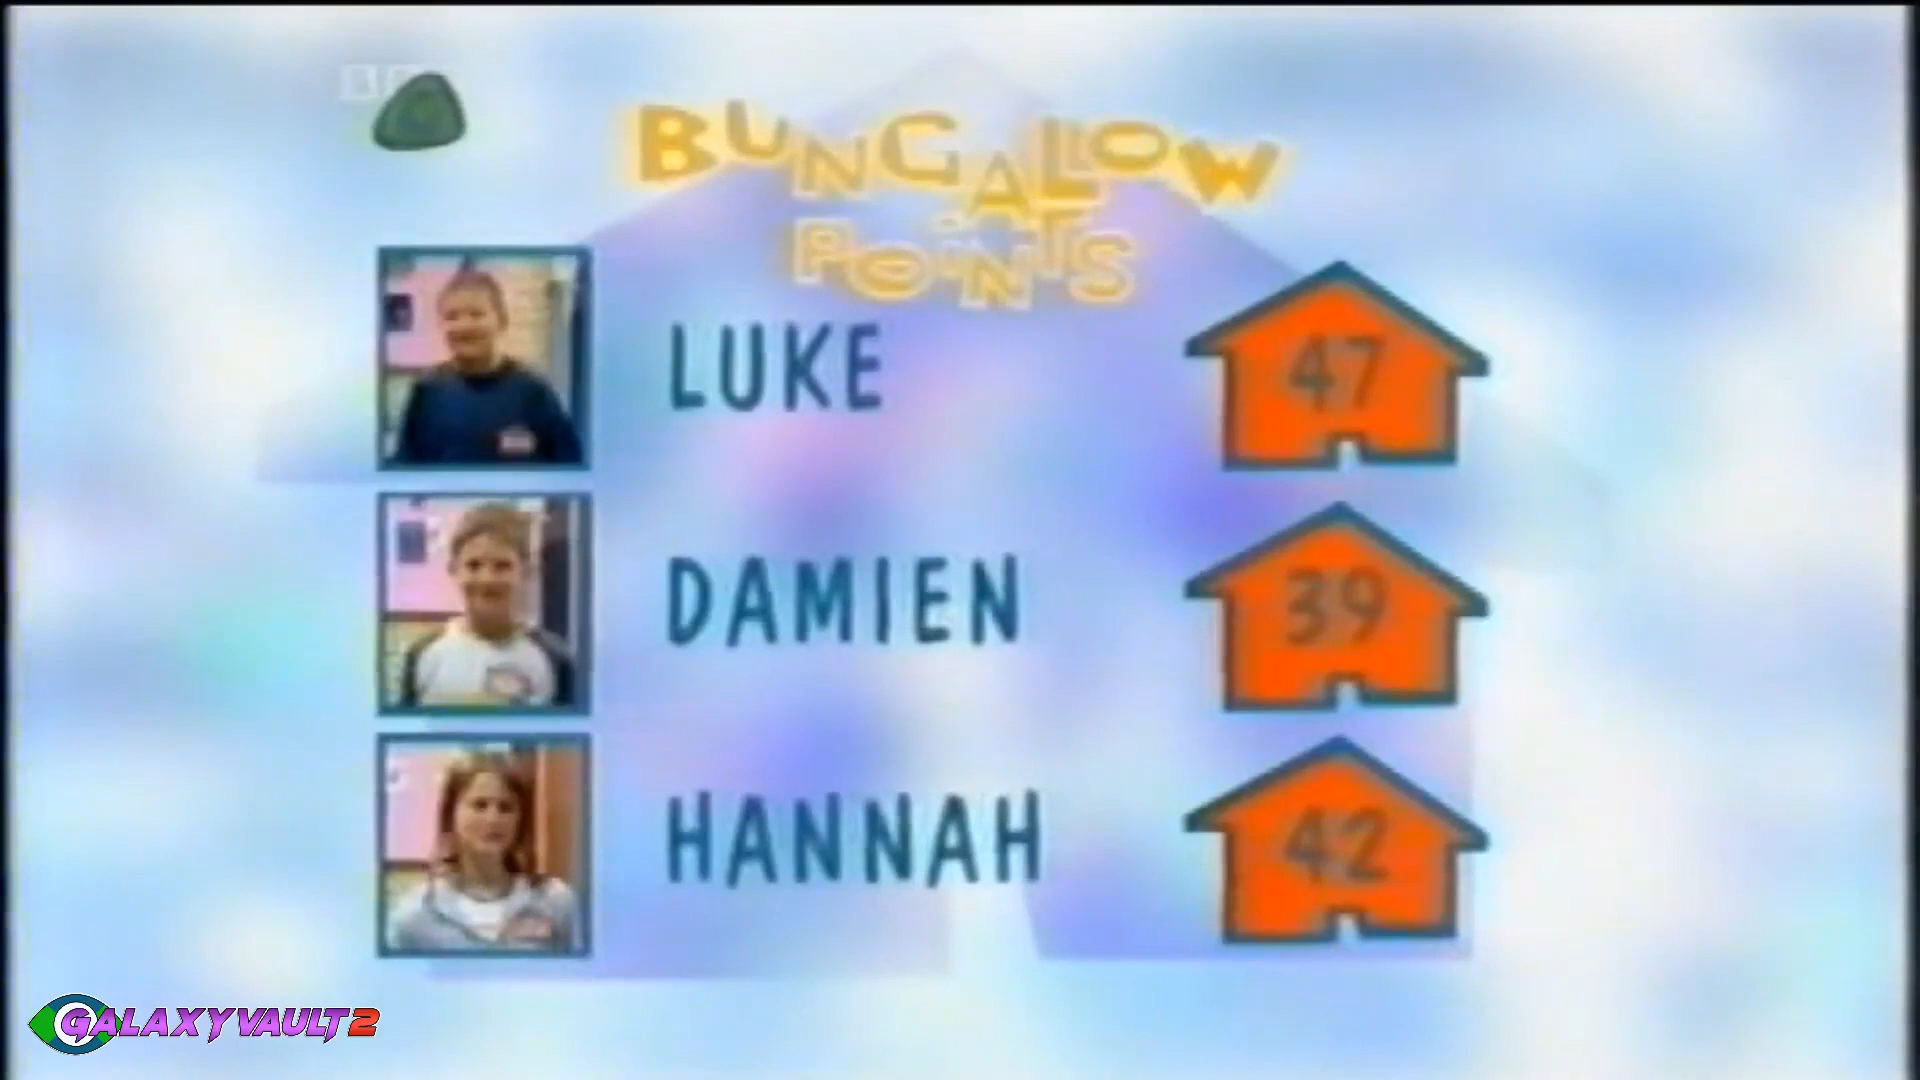 BUNGALOW
POINTS
LUKE 47
DAMIEN 39
HANNAH 42
GALAXYVAULT2